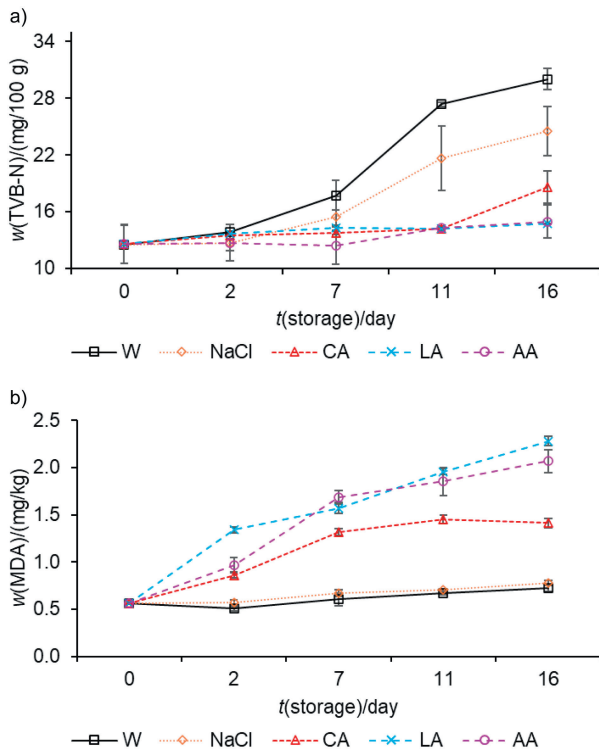 a)
34
28
22
16
10
w(TVB-N)/(mg/100 g)
0 2 7 11 16
t(storage)/day
W NaCl CA LA AA
b)
2.5
2.0
1.5
1.0
0.5
0.0
w(MDA)/(mg/kg)
0 2 7 11 16
t(storage)/day
W NaCl CA LA AA